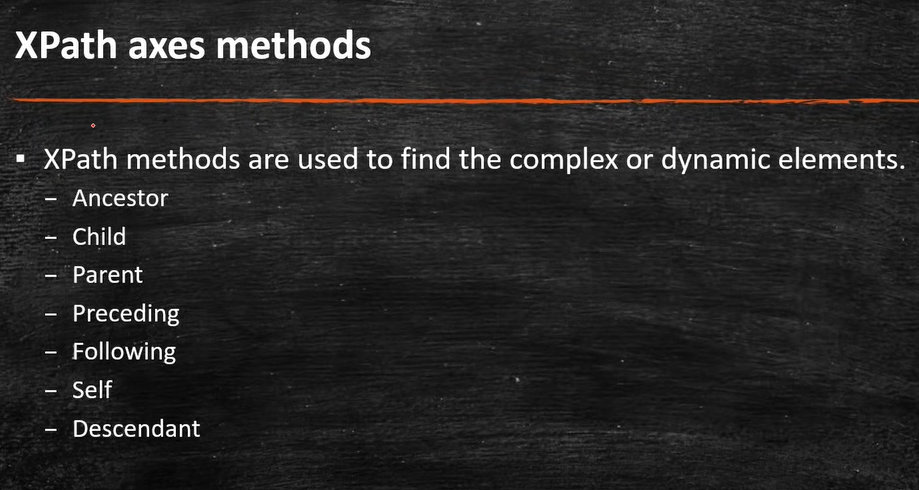 XPath axes methods
▪ XPath methods are used to find the complex or dynamic elements.
– Ancestor
– Child
– Parent
– Preceding
– Following
– Self
– Descendant